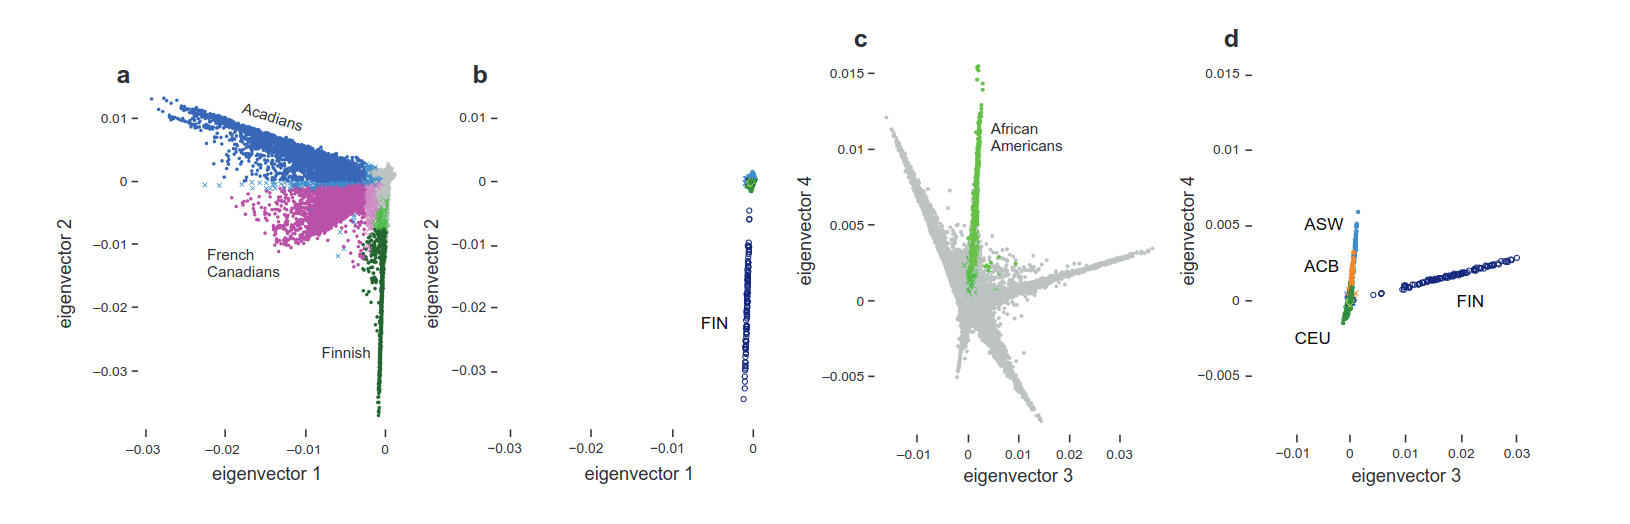 a
Acadians
French
Canadians
Finnish
0.01
0
–0.01
–0.02
–0.03
eigenvector 2
–0.03
–0.02
–0.01
0
eigenvector 1
b
FIN
0.01
0
–0.01
–0.02
–0.03
eigenvector 2
–0.03
–0.02
–0.01
0
eigenvector 1
c
African
Americans
0.015
0.01
0.005
0
–0.005
eigenvector 4
–0.01
0
0.01
0.02
0.03
eigenvector 3
d
ASW
ACB
FIN
CEU
0.015
0.01
0.005
0
–0.005
eigenvector 4
–0.01
0
0.01
0.02
0.03
eigenvector 3